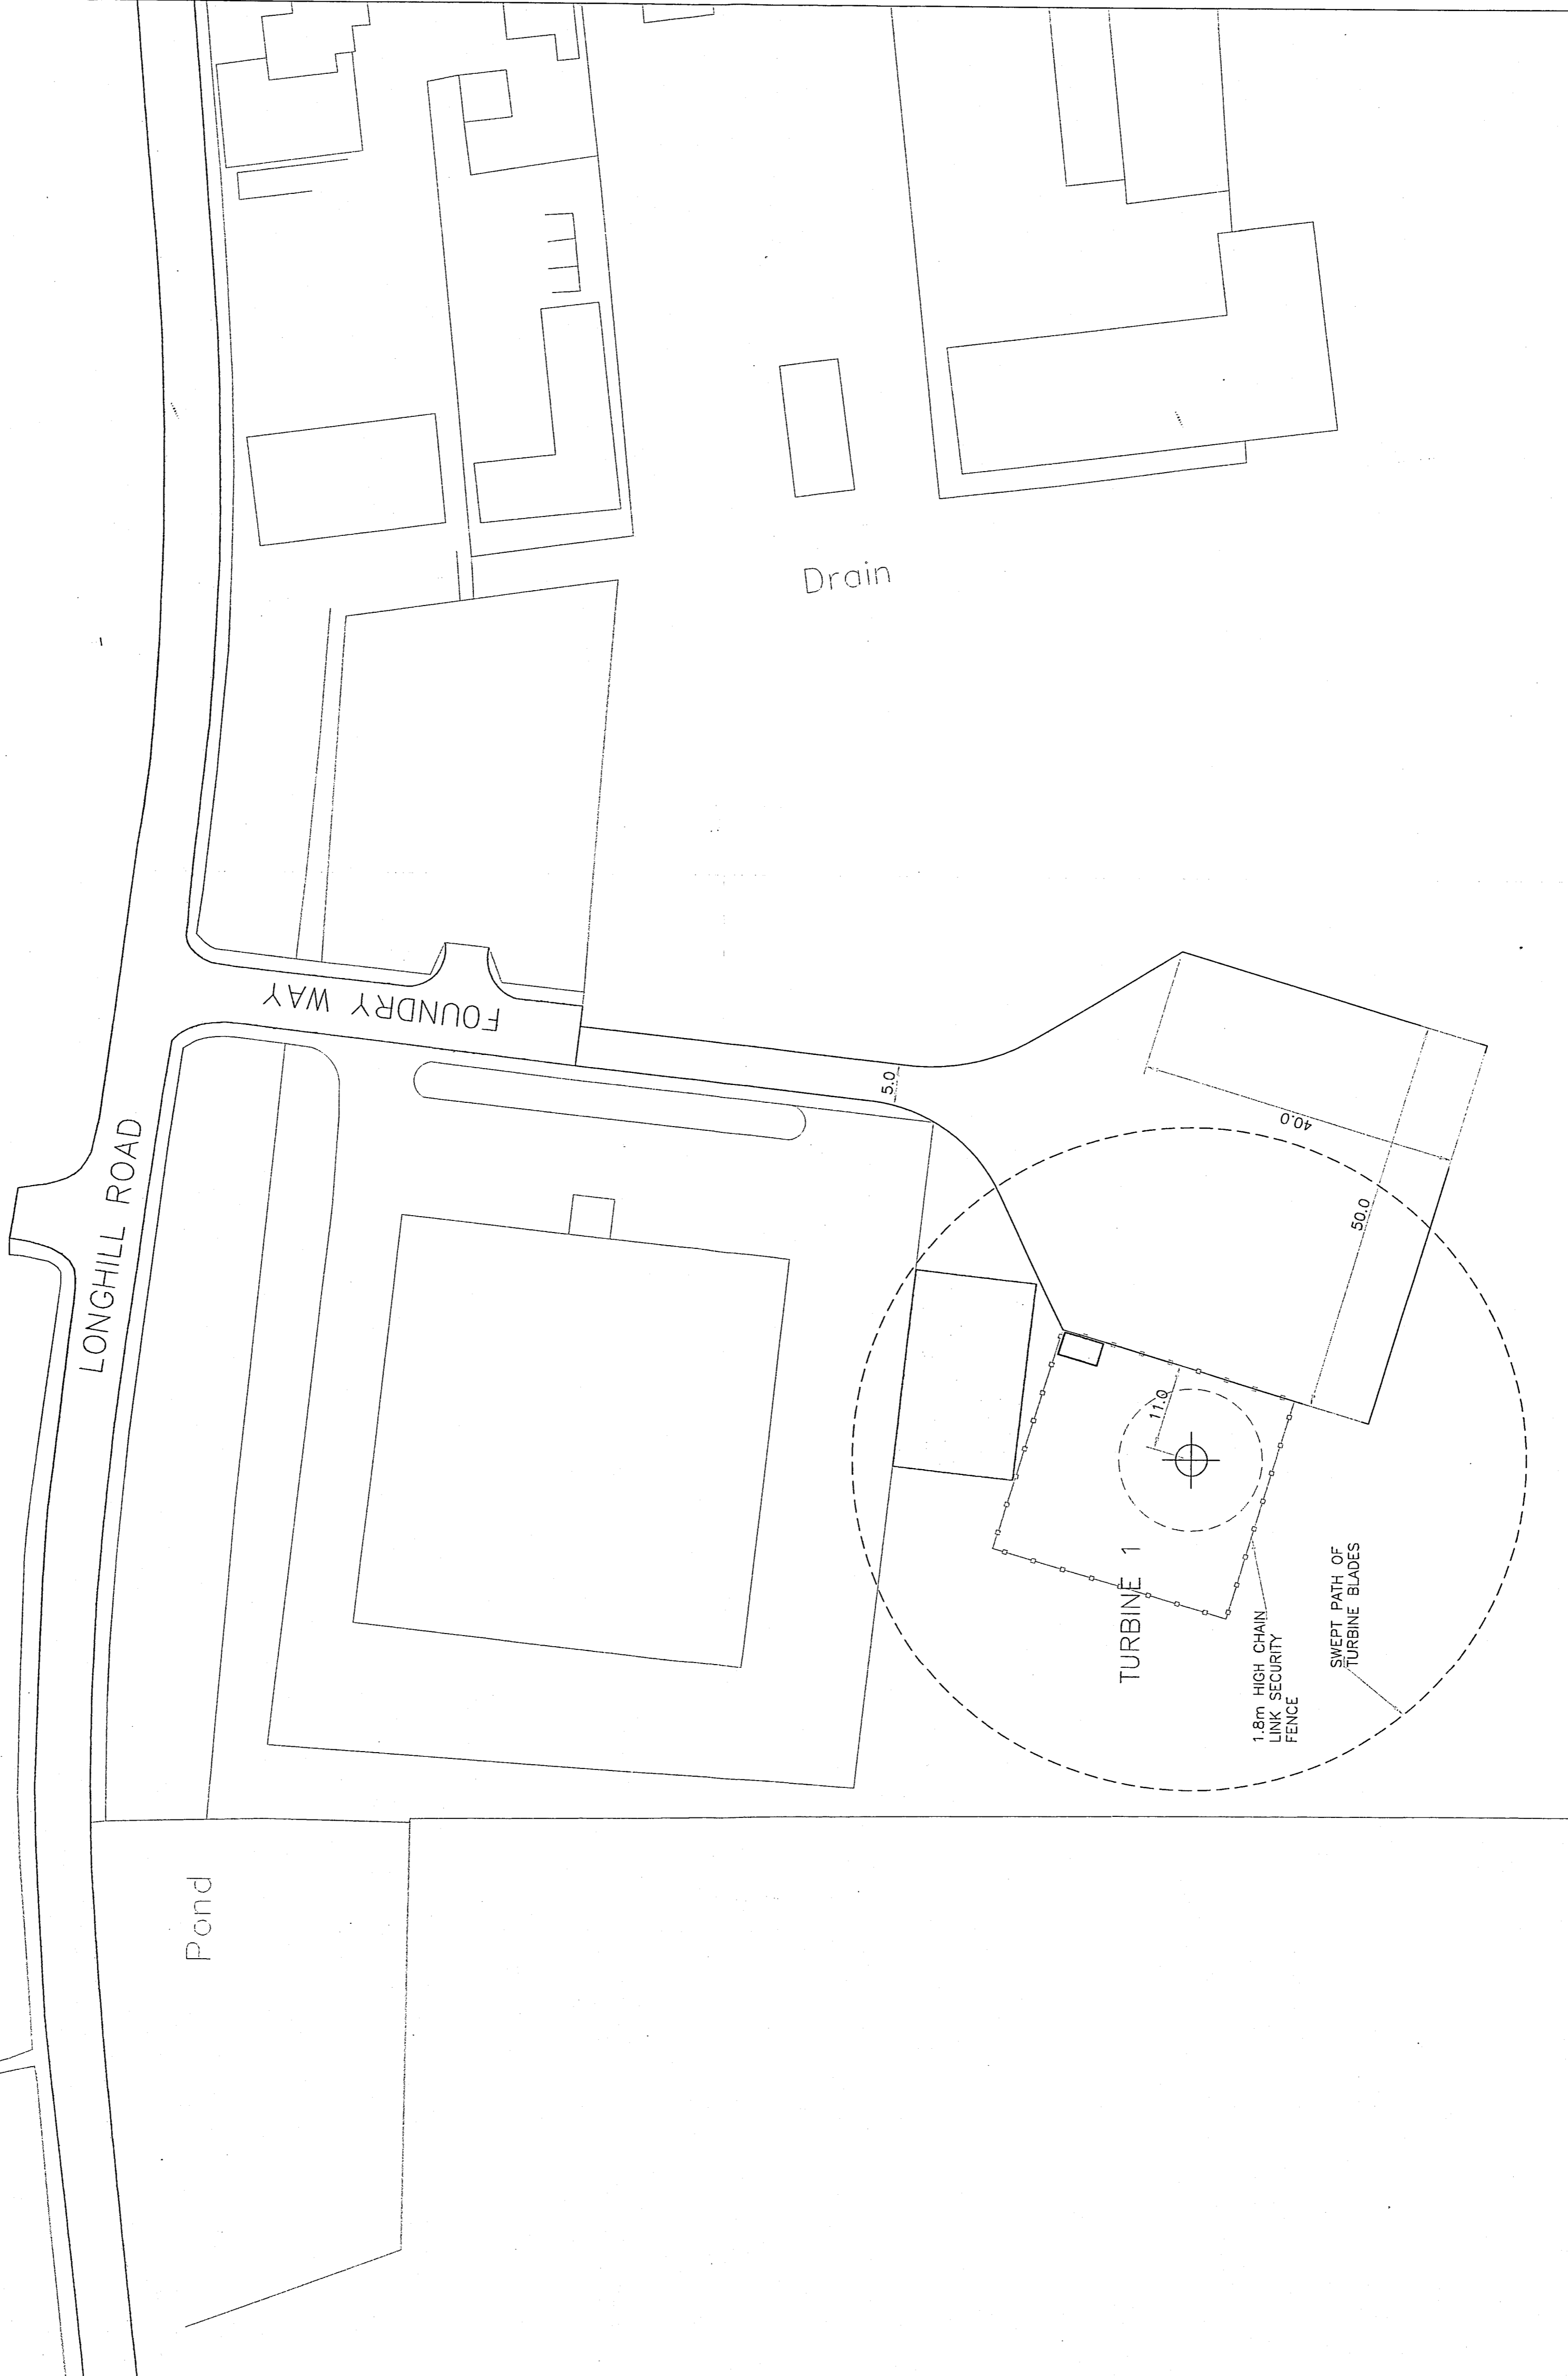 Drain
FOUNDRY WAY
LONGHILL ROAD
5.0
40.0
50.0
11.0
TURBINE 1
1.8m HIGH CHAIN
LINK SECURITY
FENCE
SWEPT PATH OF
TURBINE BLADES
Pond